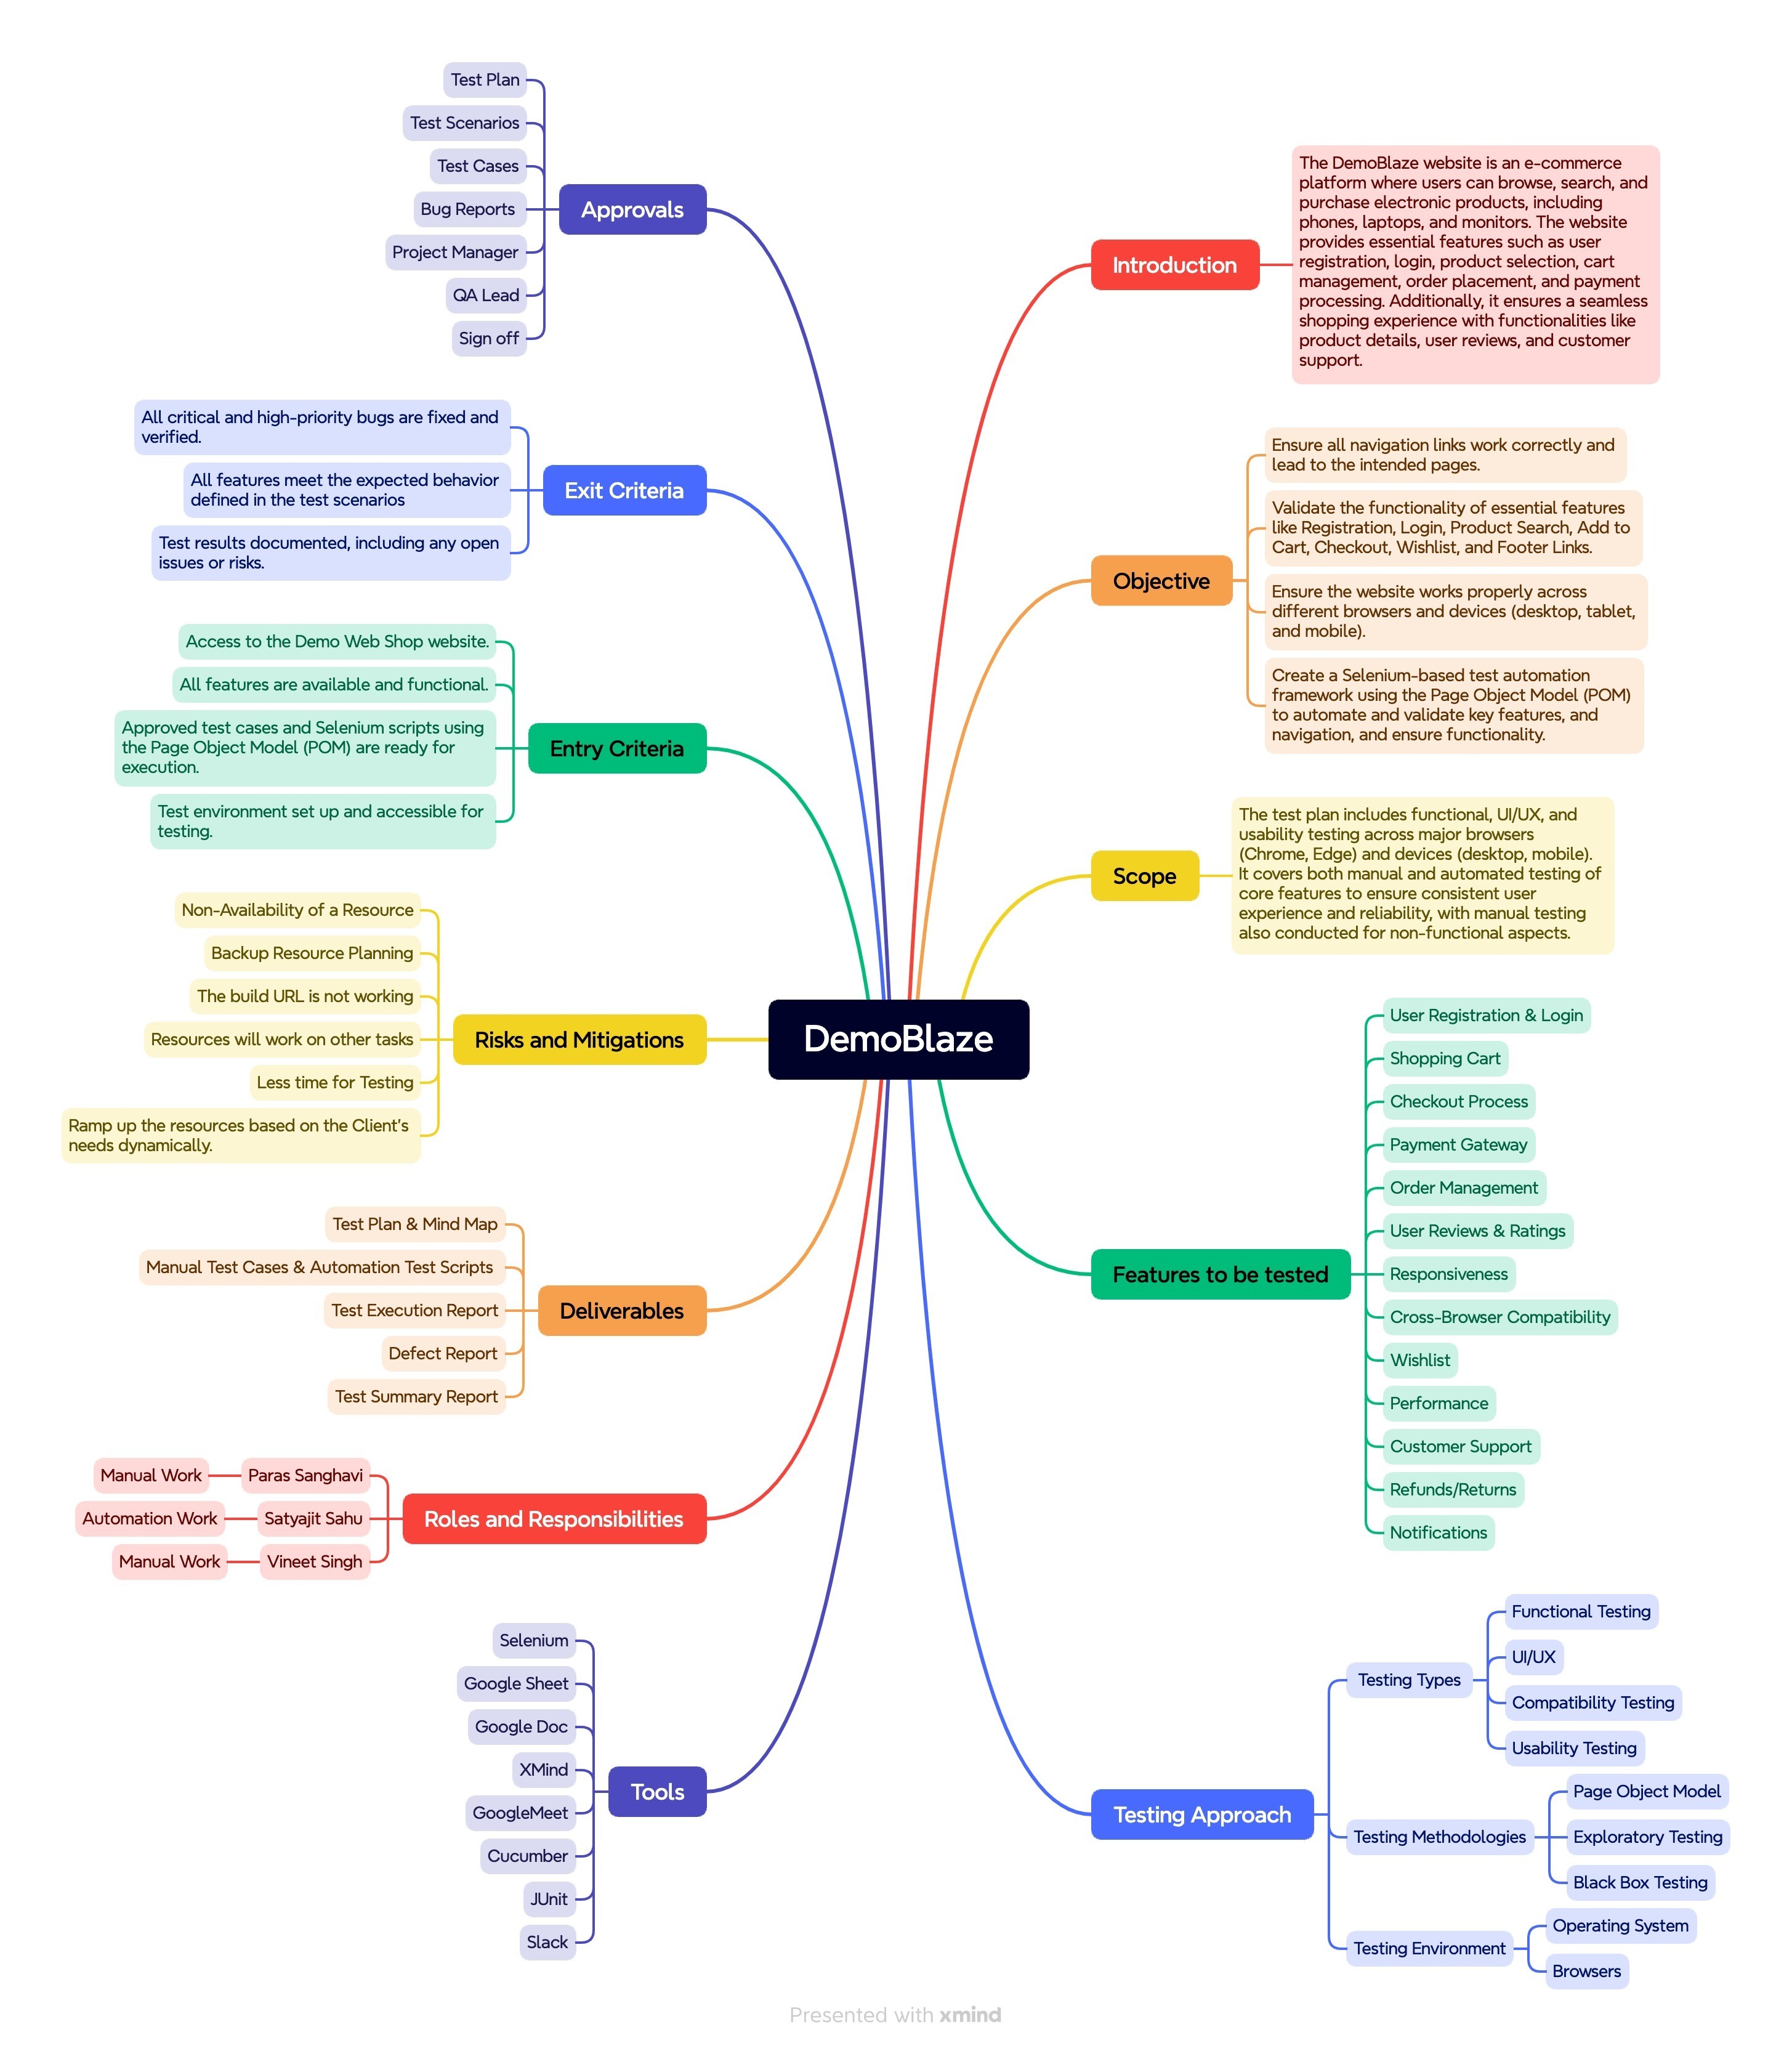 DemoBlaze
Introduction
The DemoBlaze website is an e-commerce
platform where users can browse, search, and
purchase electronic products, including
phones, laptops, and monitors. The website
provides essential features such as user
registration, login, product selection, cart
management, order placement, and payment
processing. Additionally, it ensures a seamless
shopping experience with functionalities like
product details, user reviews, and customer
support.
Objective
Ensure all navigation links work correctly and
lead to the intended pages.
Validate the functionality of essential features
like Registration, Login, Product Search, Add to
Cart, Checkout, Wishlist, and Footer Links.
Ensure the website works properly across
different browsers and devices (desktop, tablet,
and mobile).
Create a Selenium-based test automation
framework using the Page Object Model (POM)
to automate and validate key features, and
navigation, and ensure functionality.
Scope
The test plan includes functional, UI/UX, and
usability testing across major browsers
(Chrome, Edge) and devices (desktop, mobile).
It covers both manual and automated testing of
core features to ensure consistent user
experience and reliability, with manual testing
also conducted for non-functional aspects.
Features to be tested
User Registration & Login
Shopping Cart
Checkout Process
Payment Gateway
Order Management
User Reviews & Ratings
Responsiveness
Cross-Browser Compatibility
Wishlist
Performance
Customer Support
Refunds/Returns
Notifications
Testing Approach
Testing Types
Functional Testing
UI/UX
Compatibility Testing
Usability Testing
Testing Methodologies
Page Object Model
Exploratory Testing
Black Box Testing
Testing Environment
Operating System
Browsers
Approvals
Test Plan
Test Scenarios
Test Cases
Bug Reports
Project Manager
QA Lead
Sign off
Exit Criteria
All critical and high-priority bugs are fixed and
verified.
All features meet the expected behavior
defined in the test scenarios
Test results documented, including any open
issues or risks.
Entry Criteria
Access to the Demo Web Shop website.
All features are available and functional.
Approved test cases and Selenium scripts using
the Page Object Model (POM) are ready for
execution.
Test environment set up and accessible for
testing.
Risks and Mitigations
Non-Availability of a Resource
Backup Resource Planning
The build URL is not working
Resources will work on other tasks
Less time for Testing
Ramp up the resources based on the Client's
needs dynamically.
Deliverables
Test Plan & Mind Map
Manual Test Cases & Automation Test Scripts
Test Execution Report
Defect Report
Test Summary Report
Roles and Responsibilities
Paras Sanghavi
Manual Work
Satyajit Sahu
Automation Work
Vineet Singh
Manual Work
Tools
Selenium
Google Sheet
Google Doc
XMind
GoogleMeet
Cucumber
JUnit
Slack
Presented with xmind